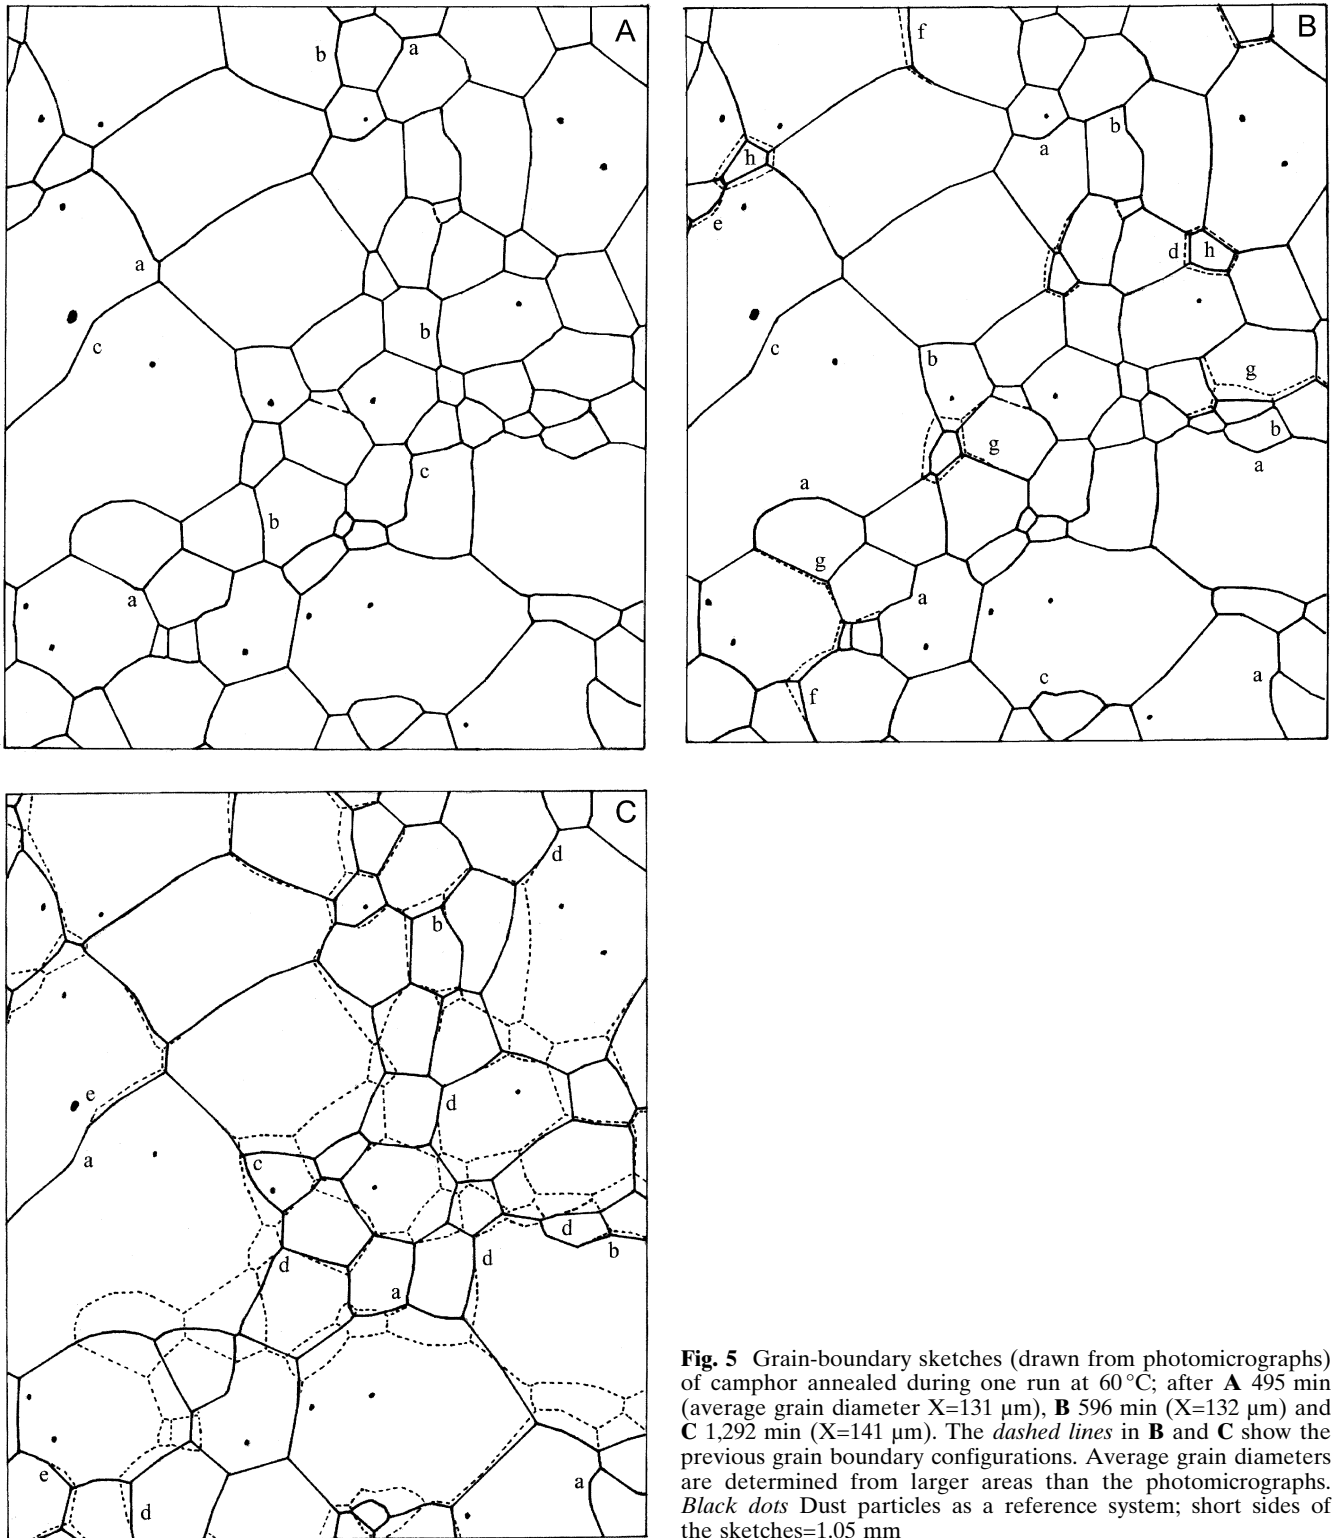 A
b
a
a
b
c
c
b
a
B
f
b
a
h
e
d
h
c
b
g
g
b
a
a
g
a
c
a
f
C
d
b
e
d
a
c
d
b
d
d
a
e
d
a
Fig. 5 Grain-boundary sketches (drawn from photomicrographs)
of camphor annealed during one run at 60 °C; after A 495 min
(average grain diameter X=131 µm), B 596 min (X=132 µm) and
C 1,292 min (X=141 µm). The dashed lines in B and C show the
previous grain boundary configurations. Average grain diameters
are determined from larger areas than the photomicrographs.
Black dots Dust particles as a reference system; short sides of
the sketches=1.05 mm